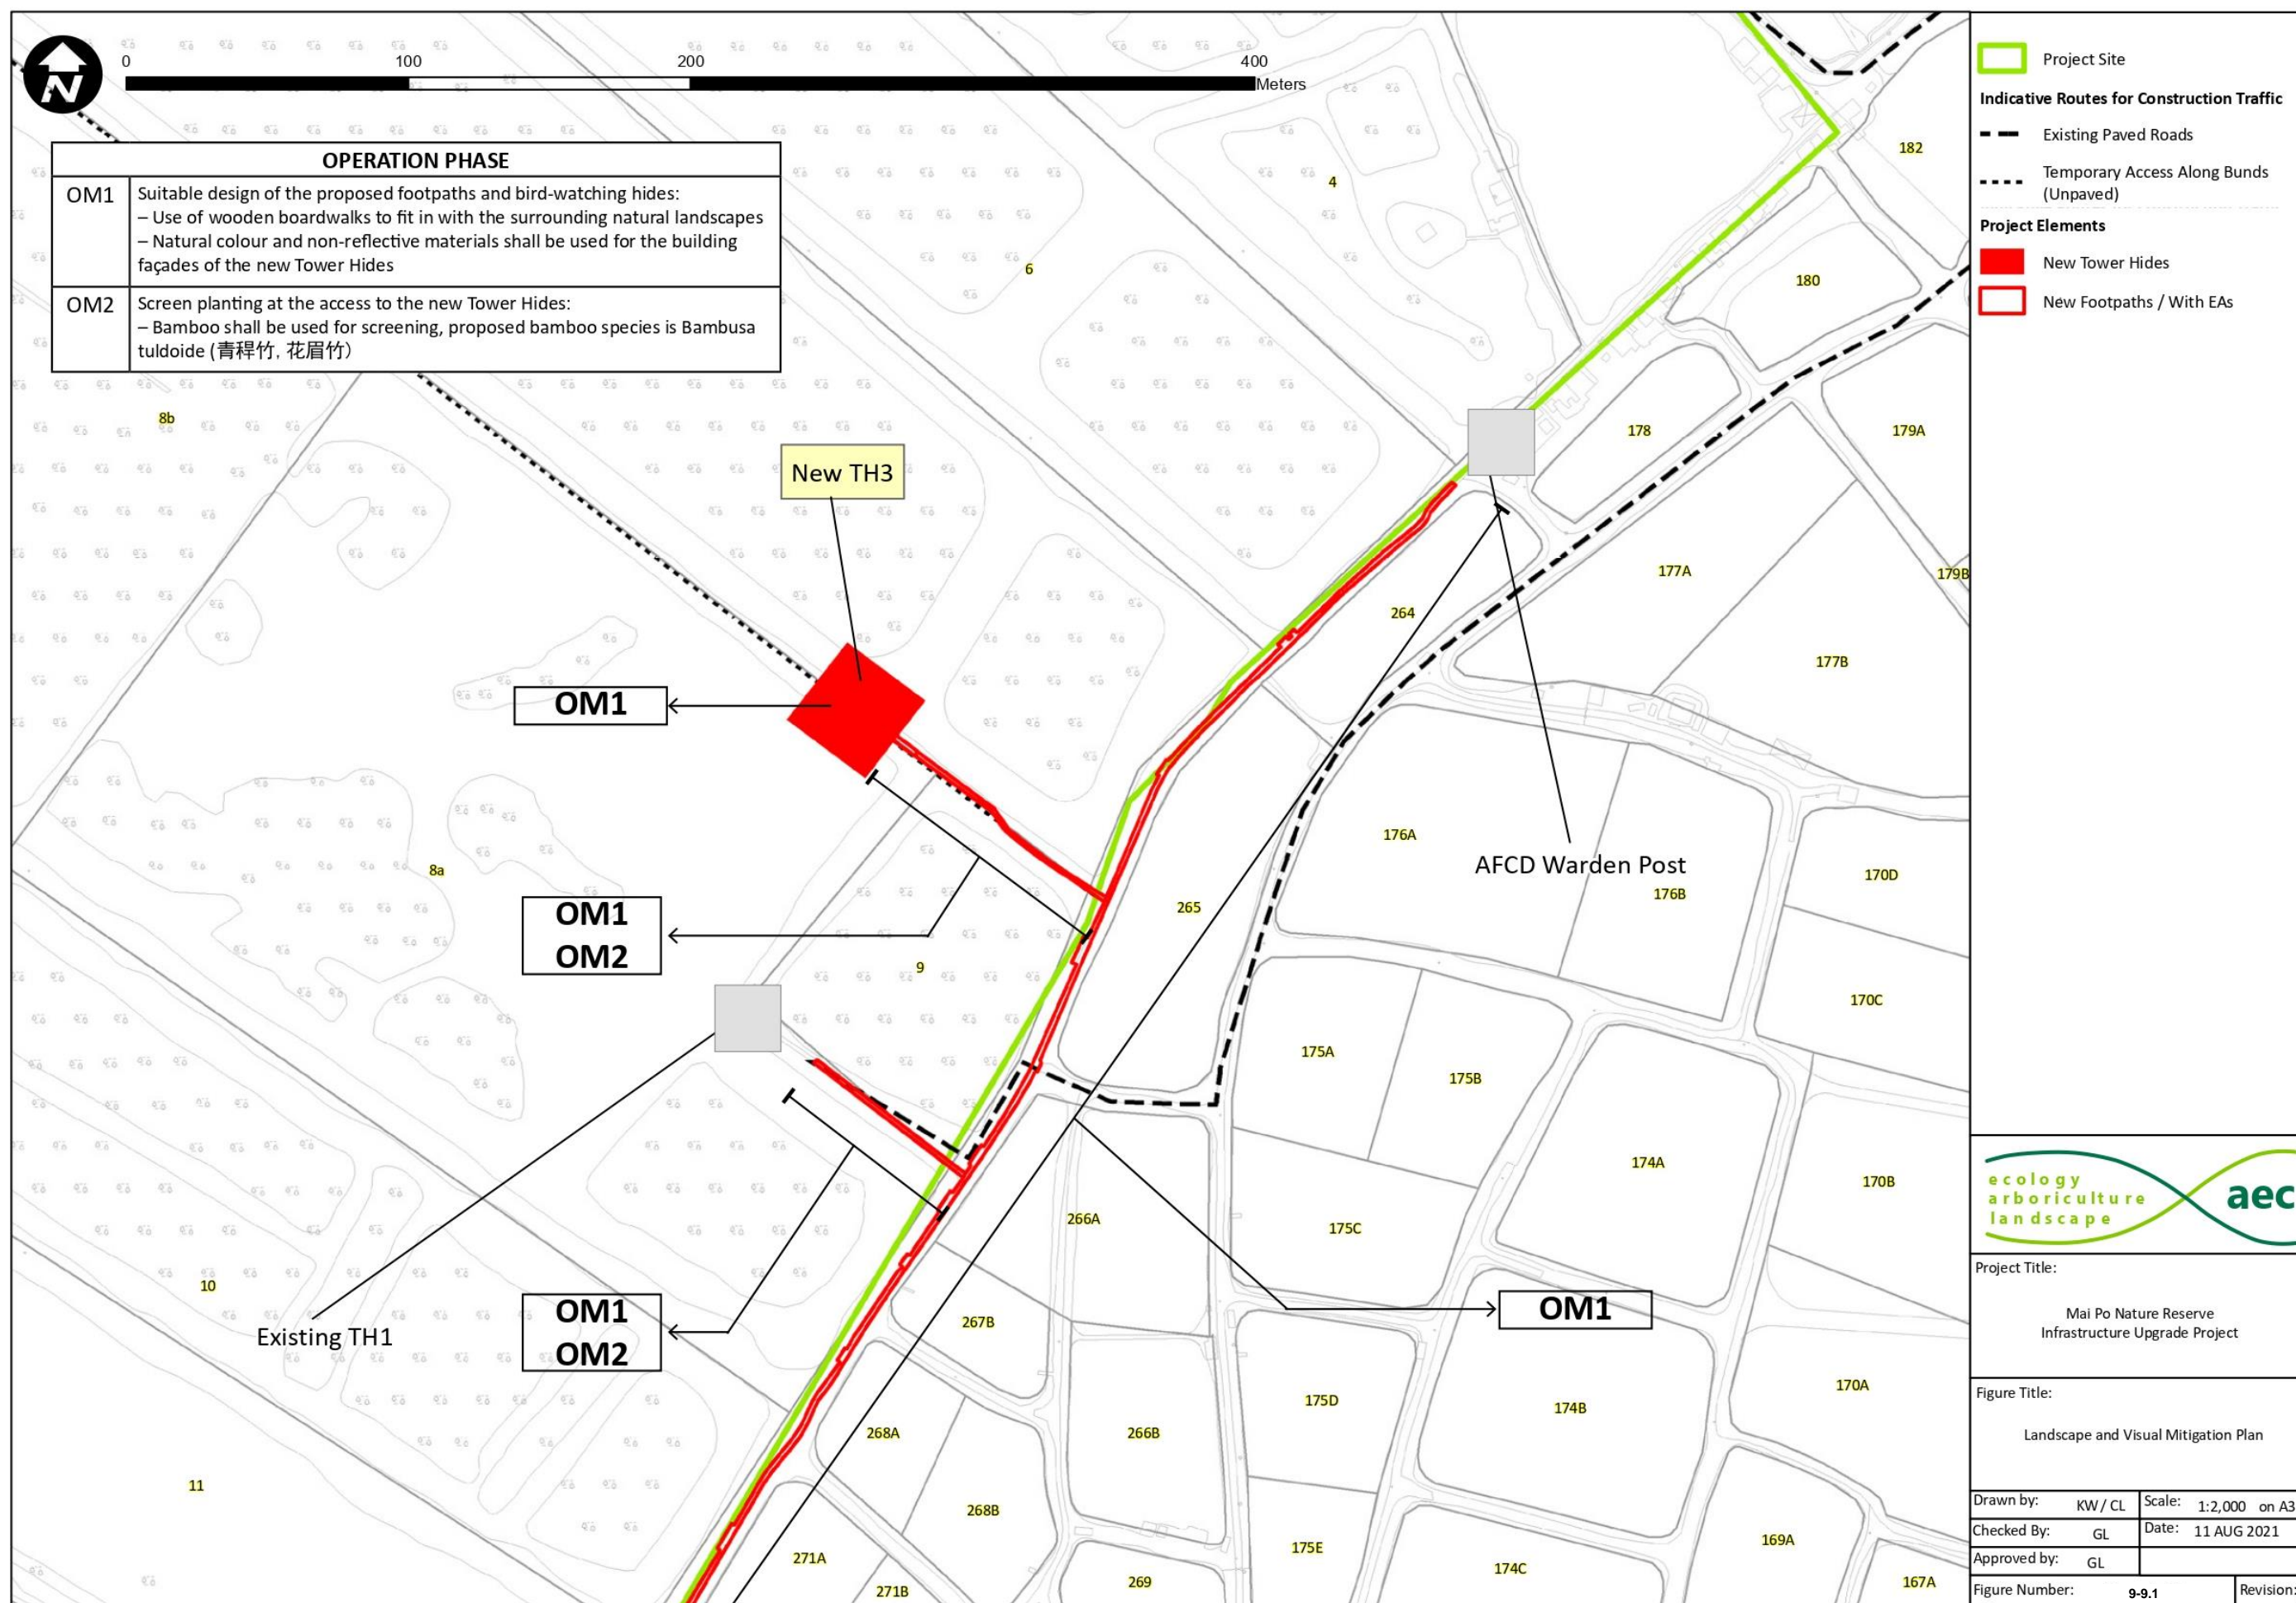 N
0 100 200 400
Meters
OPERATION PHASE
OM1 Suitable design of the proposed footpaths and bird-watching hides:
– Use of wooden boardwalks to fit in with the surrounding natural landscapes
– Natural colour and non-reflective materials shall be used for the building
façades of the new Tower Hides
OM2 Screen planting at the access to the new Tower Hides:
– Bamboo shall be used for screening, proposed bamboo species is Bambusa
tuldoide (青稈竹, 花眉竹)
4
182
6
180
8b
178
179A
New TH3
177A
179B
264
177B
OM1
176A
AFCD Warden Post
8a
170D
176B
265
OM1
OM2
9
170C
175A
175B
174A
170B
266A
175C
10
OM1
OM2
OM1
267B
Existing TH1
170A
175D
174B
268A
266B
11
268B
169A
175E
271A
174C
269
167A
271B
Project Site
Indicative Routes for Construction Traffic
Existing Paved Roads
Temporary Access Along Bunds
(Unpaved)
Project Elements
New Tower Hides
New Footpaths / With EAs
ecology
arboriculture
landscape
aec
Project Title:
Mai Po Nature Reserve
Infrastructure Upgrade Project
Figure Title:
Landscape and Visual Mitigation Plan
Drawn by: KW / CL Scale: 1:2,000 on A3
Checked By: GL Date: 11 AUG 2021
Approved by: GL
Figure Number: 9-9.1 Revision: